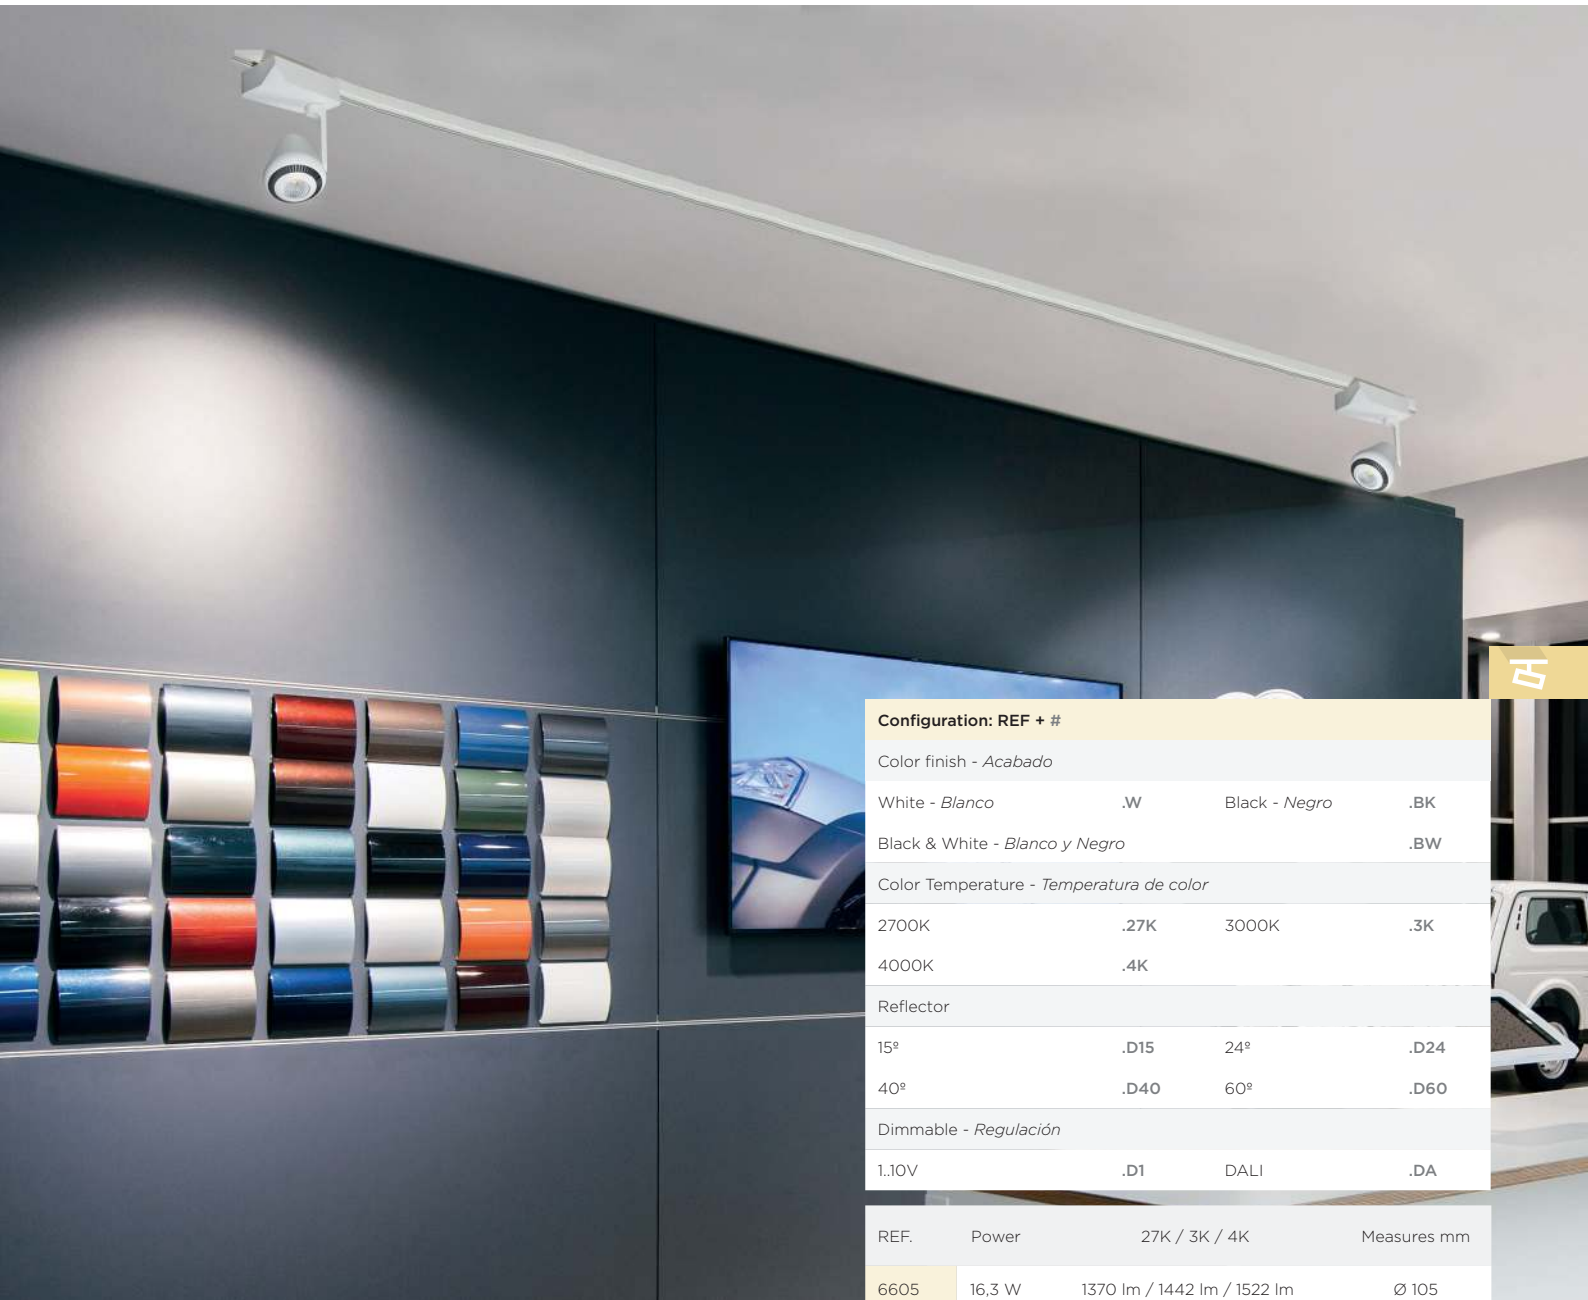 Configuration: REF + #
Color finish - Acabado
White - Blanco .W Black - Negro .BK
Black & White - Blanco y Negro .BW
Color Temperature - Temperatura de color
2700K .27K 3000K .3K
4000K .4K
Reflector
15º .D15 24º .D24
40º .D40 60º .D60
Dimmable - Regulación
1..10V .D1 DALI .DA
REF. Power 27K / 3K / 4K Measures mm
6605 16,3 W 1370 lm / 1442 lm / 1522 lm Ø 105